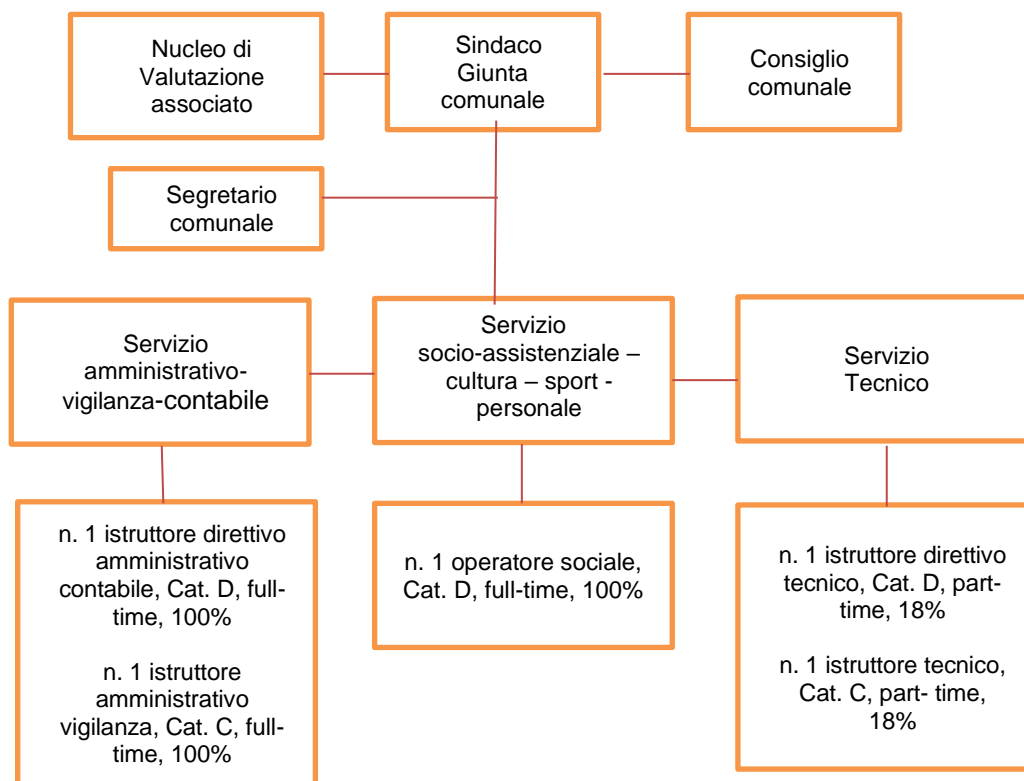 Nucleo di
Valutazione
associato
Sindaco
Giunta
comunale
Consiglio
comunale
Segretario
comunale
Servizio
amministrativo-
vigilanza-contabile
Servizio
socio-assistenziale –
cultura – sport -
personale
Servizio
Tecnico
n. 1 istruttore direttivo
amministrativo
contabile, Cat. D, full-
time, 100%
n. 1 istruttore
amministrativo
vigilanza, Cat. C, full-
time, 100%
n. 1 operatore sociale,
Cat. D, full-time, 100%
n. 1 istruttore direttivo
tecnico, Cat. D, part-
time, 18%
n. 1 istruttore tecnico,
Cat. C, part- time,
18%